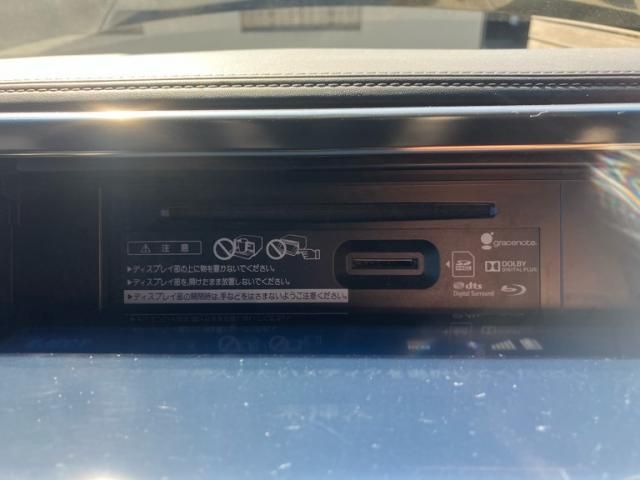 ⚠ 注意
▶ディスプレイ部の上に物を置かないでください。
▶ディスプレイ部を、開けたまま放置しないでください。
▶ディスプレイ部の開閉時は、手などをはさまないようご注意ください。
gracenote.
SD
DOLBY
DIGITAL PLUS
dts
Digital Surround